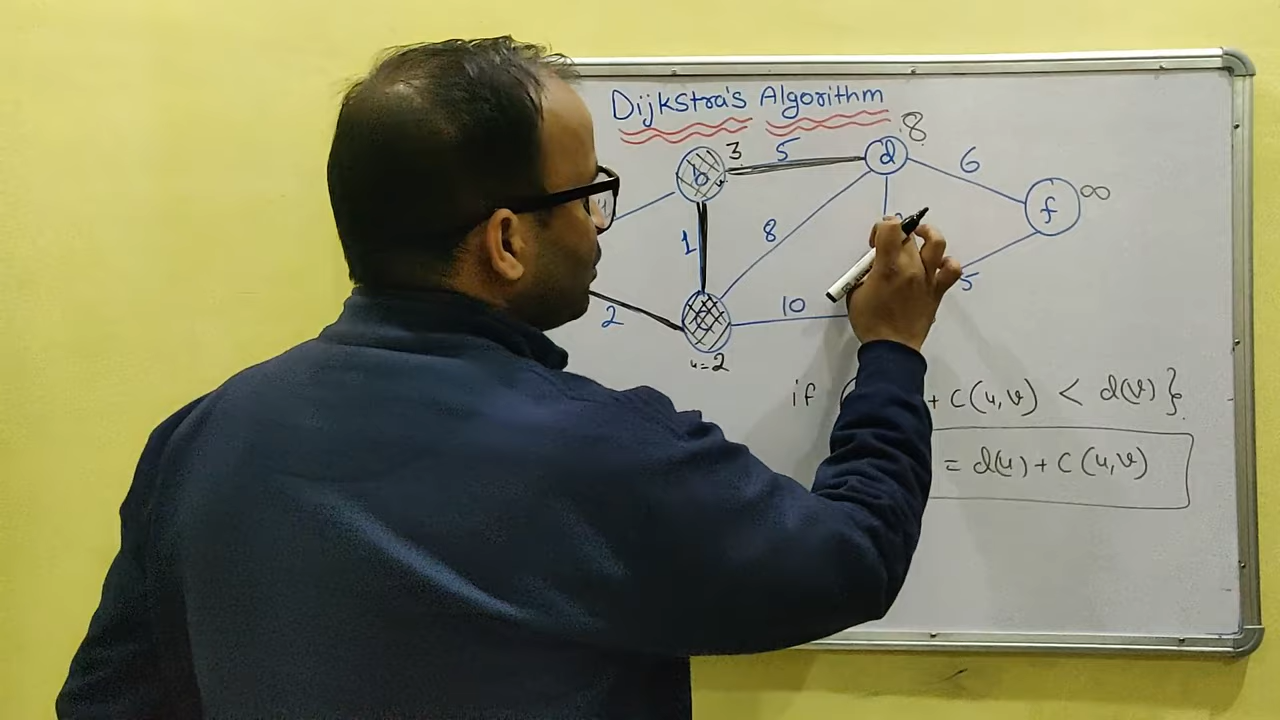 Dijkstra's Algorithm
8
3
5
d
6
b
f
∞
1
8
5
2
10
c
u=2
if + c(u,v) < d(v) }
= d(u) + c(u,v)